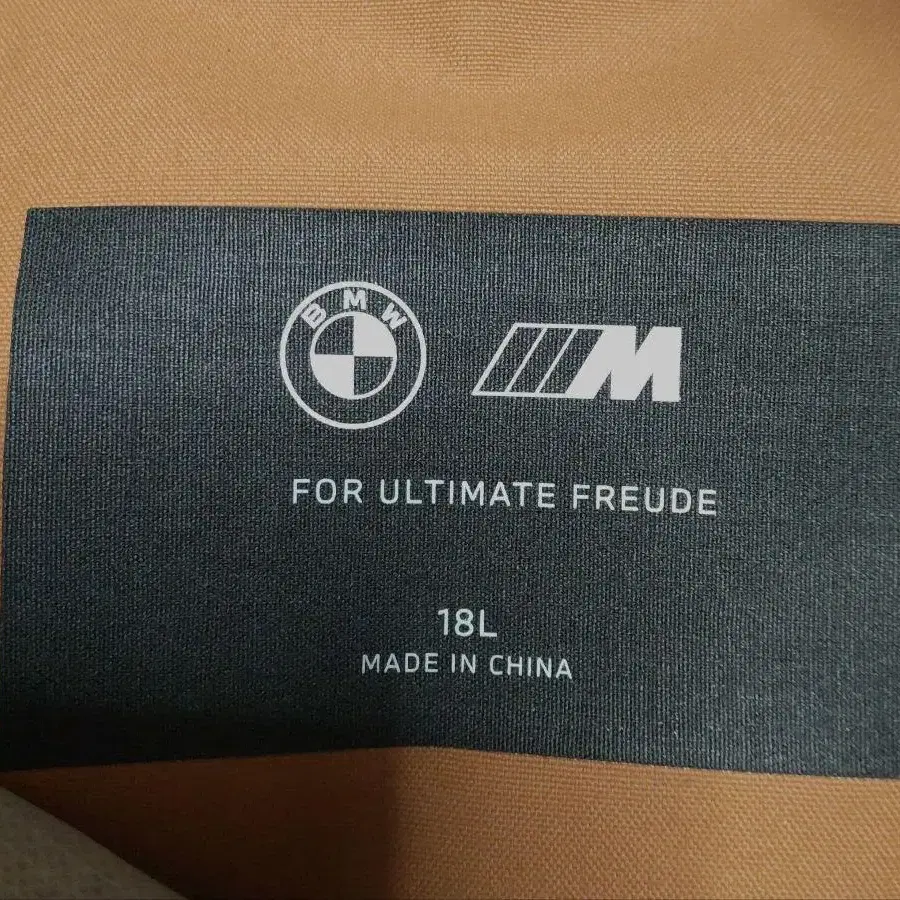 BMW
M
FOR ULTIMATE FREUDE
18L
MADE IN CHINA